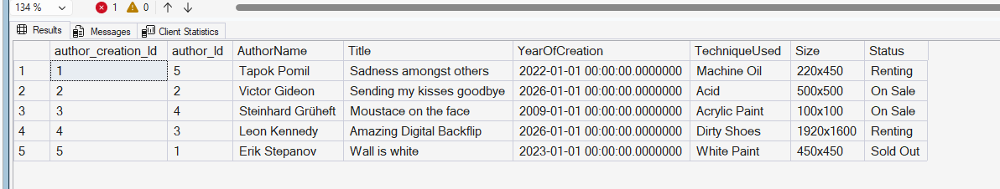 134 % 1 0
Results Messages Client Statistics
author_creation_Id author_Id AuthorName Title YearOfCreation TechniqueUsed Size Status
1 1 5 Tapok Pomil Sadness amongst others 2022-01-01 00:00:00.0000000 Machine Oil 220x450 Renting
2 2 2 Victor Gideon Sending my kisses goodbye 2026-01-01 00:00:00.0000000 Acid 500x500 On Sale
3 3 4 Steinhard Grüheft Moustace on the face 2009-01-01 00:00:00.0000000 Acrylic Paint 100x100 On Sale
4 4 3 Leon Kennedy Amazing Digital Backflip 2026-01-01 00:00:00.0000000 Dirty Shoes 1920x1600 Renting
5 5 1 Erik Stepanov Wall is white 2023-01-01 00:00:00.0000000 White Paint 450x450 Sold Out